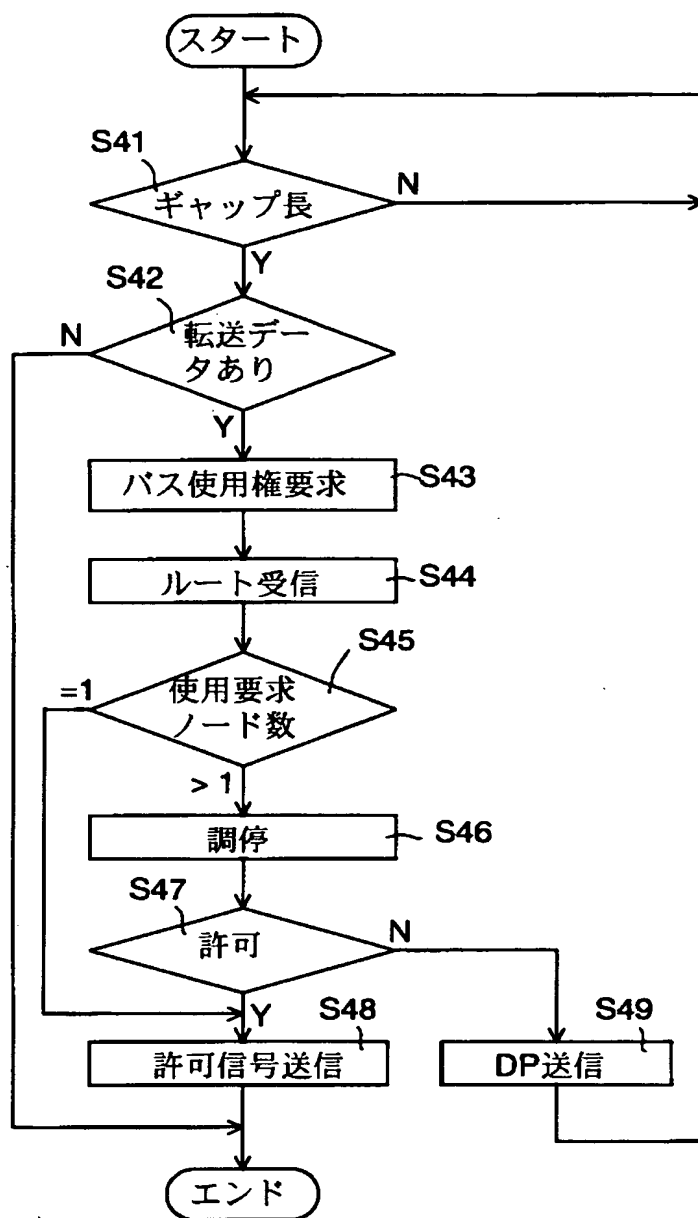 スタート
S41
ギャップ長
N
Y
S42
転送デー
タあり
N
Y
バス使用権要求
S43
ルート受信
S44
S45
使用要求
ノード数
=1
>1
調停
S46
S47
許可
N
Y
S48
許可信号送信
S49
DP送信
エンド